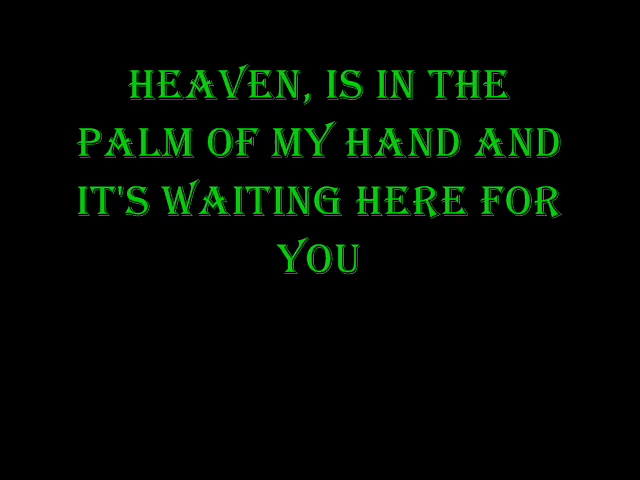 HEAVEN, IS IN THE
PALM OF MY HAND AND
IT'S WAITING HERE FOR
YOU